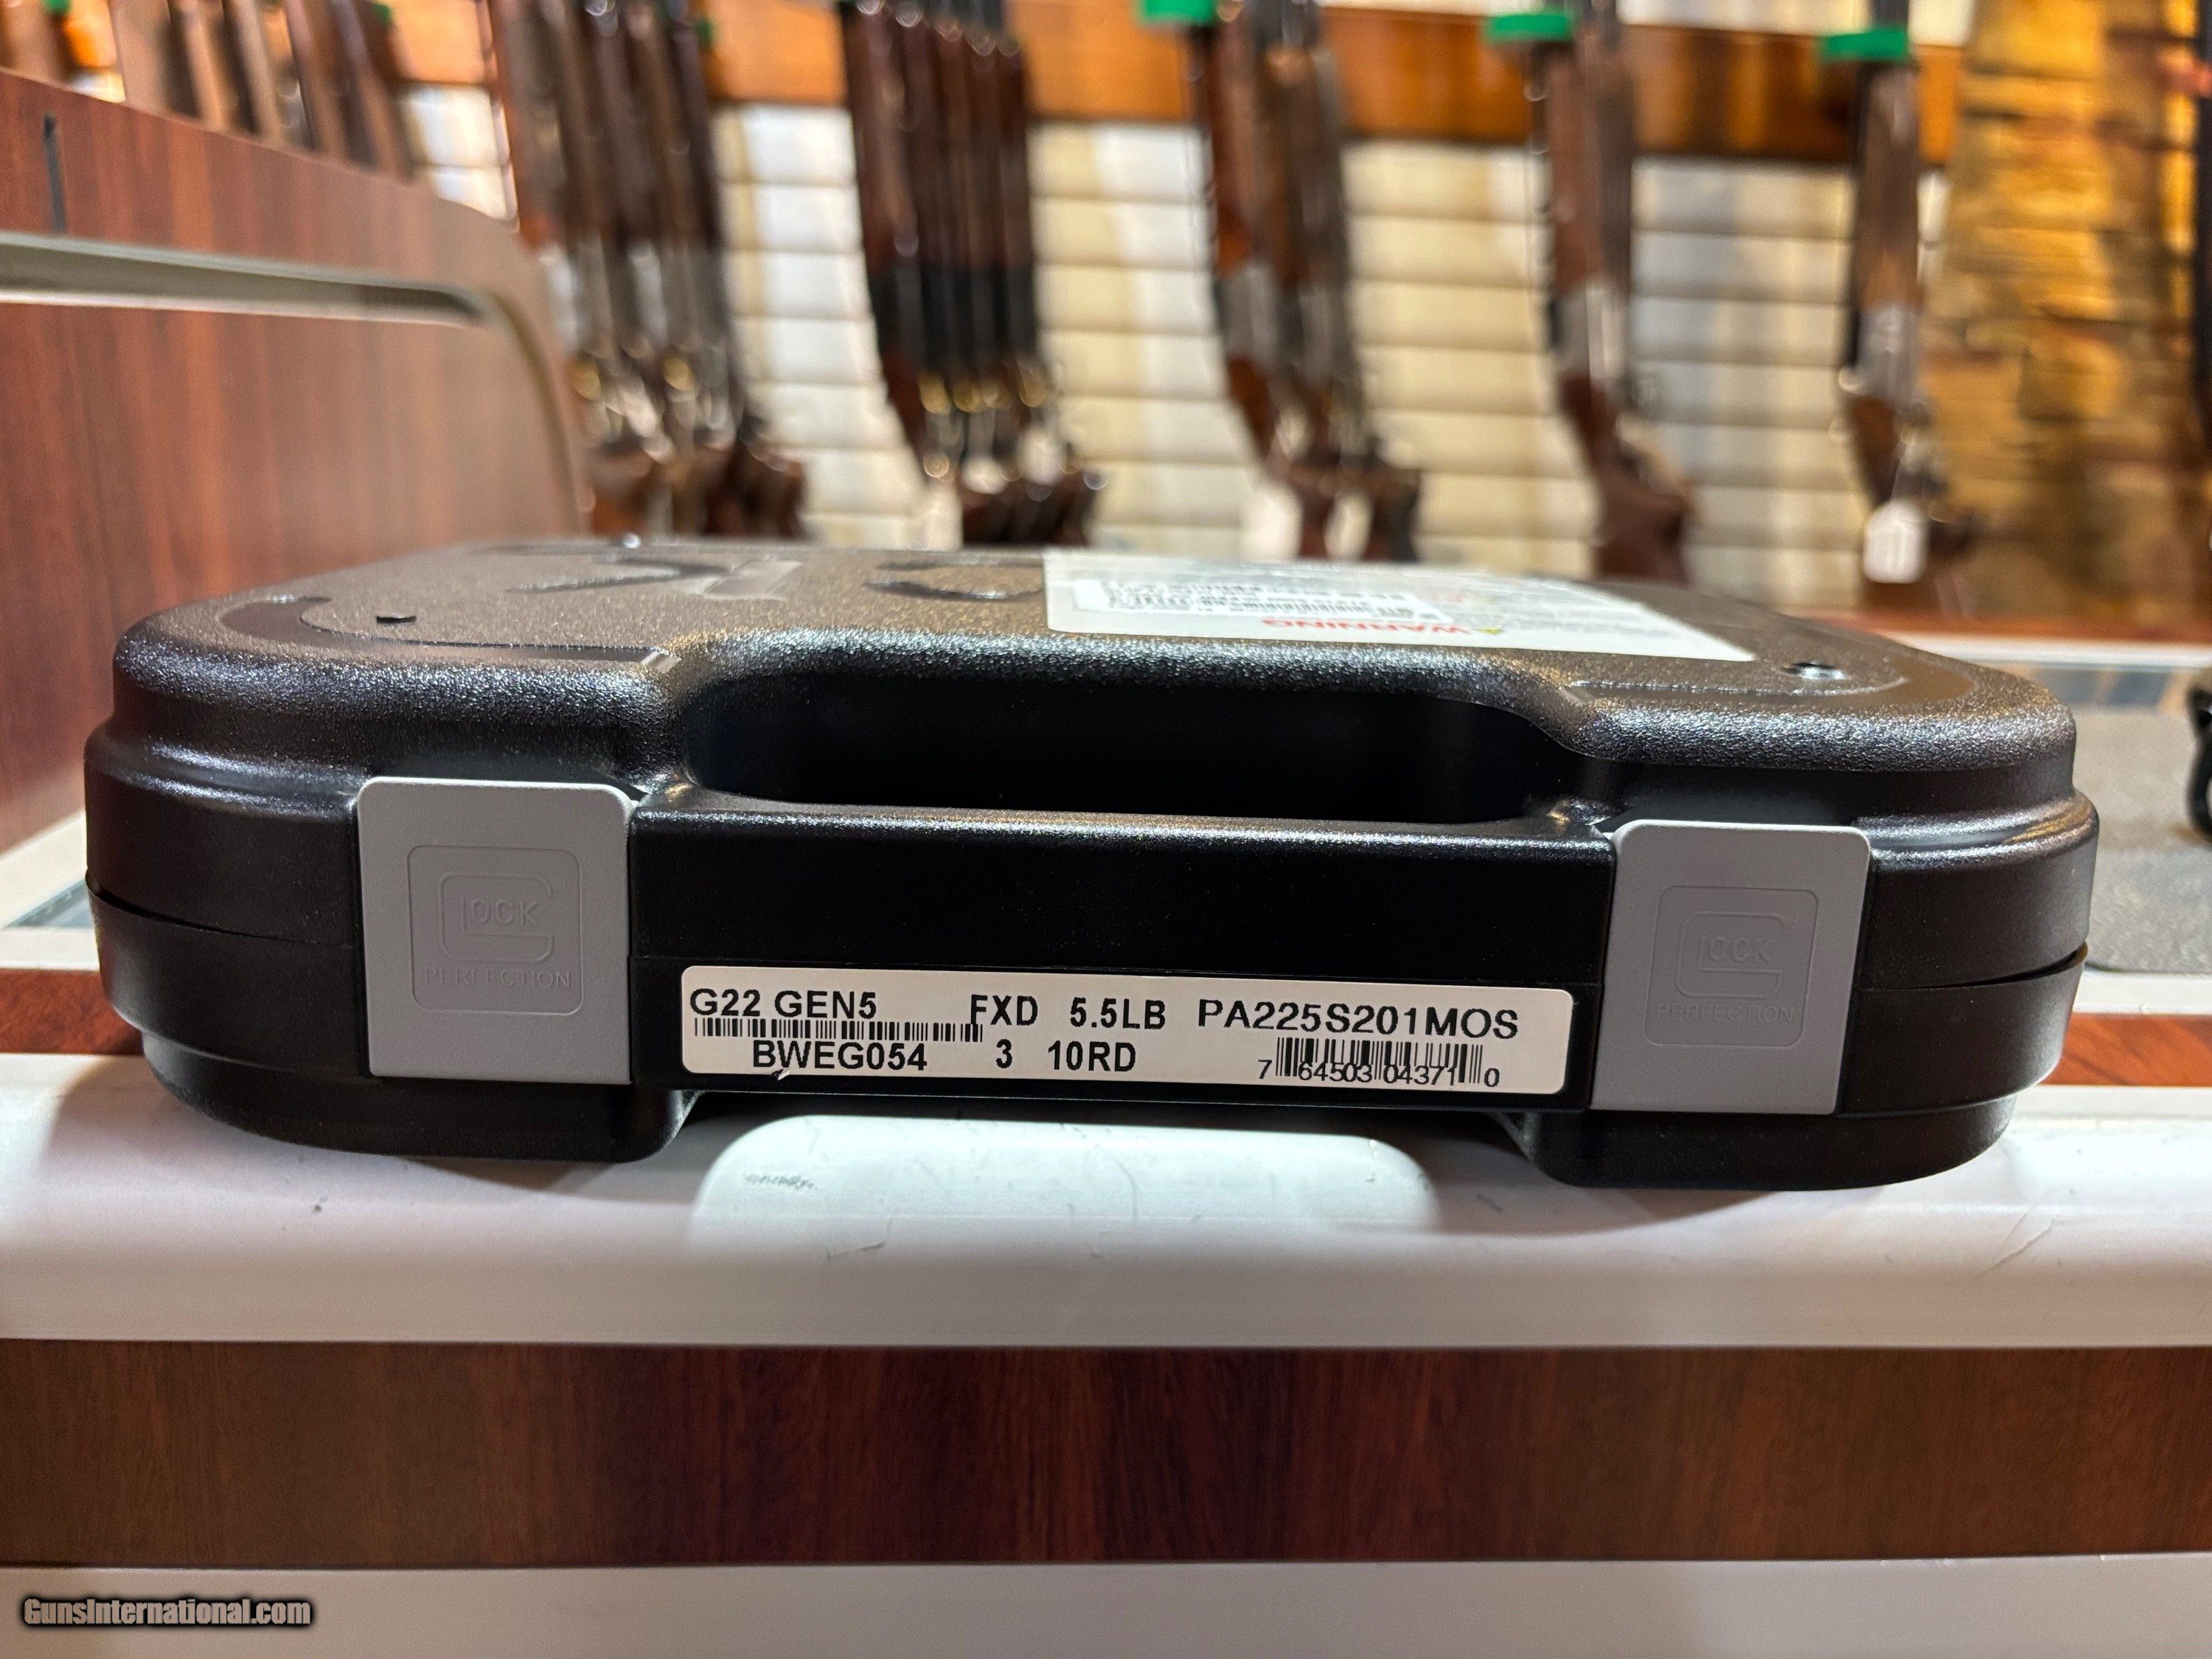 WARNING
GLOCK
PERFECTION
GLOCK
PERFECTION
G22 GEN5 FXD 5.5LB PA225S201MOS
BWEG054 3 10RD
7 64503 04371 0
GunsInternational.com